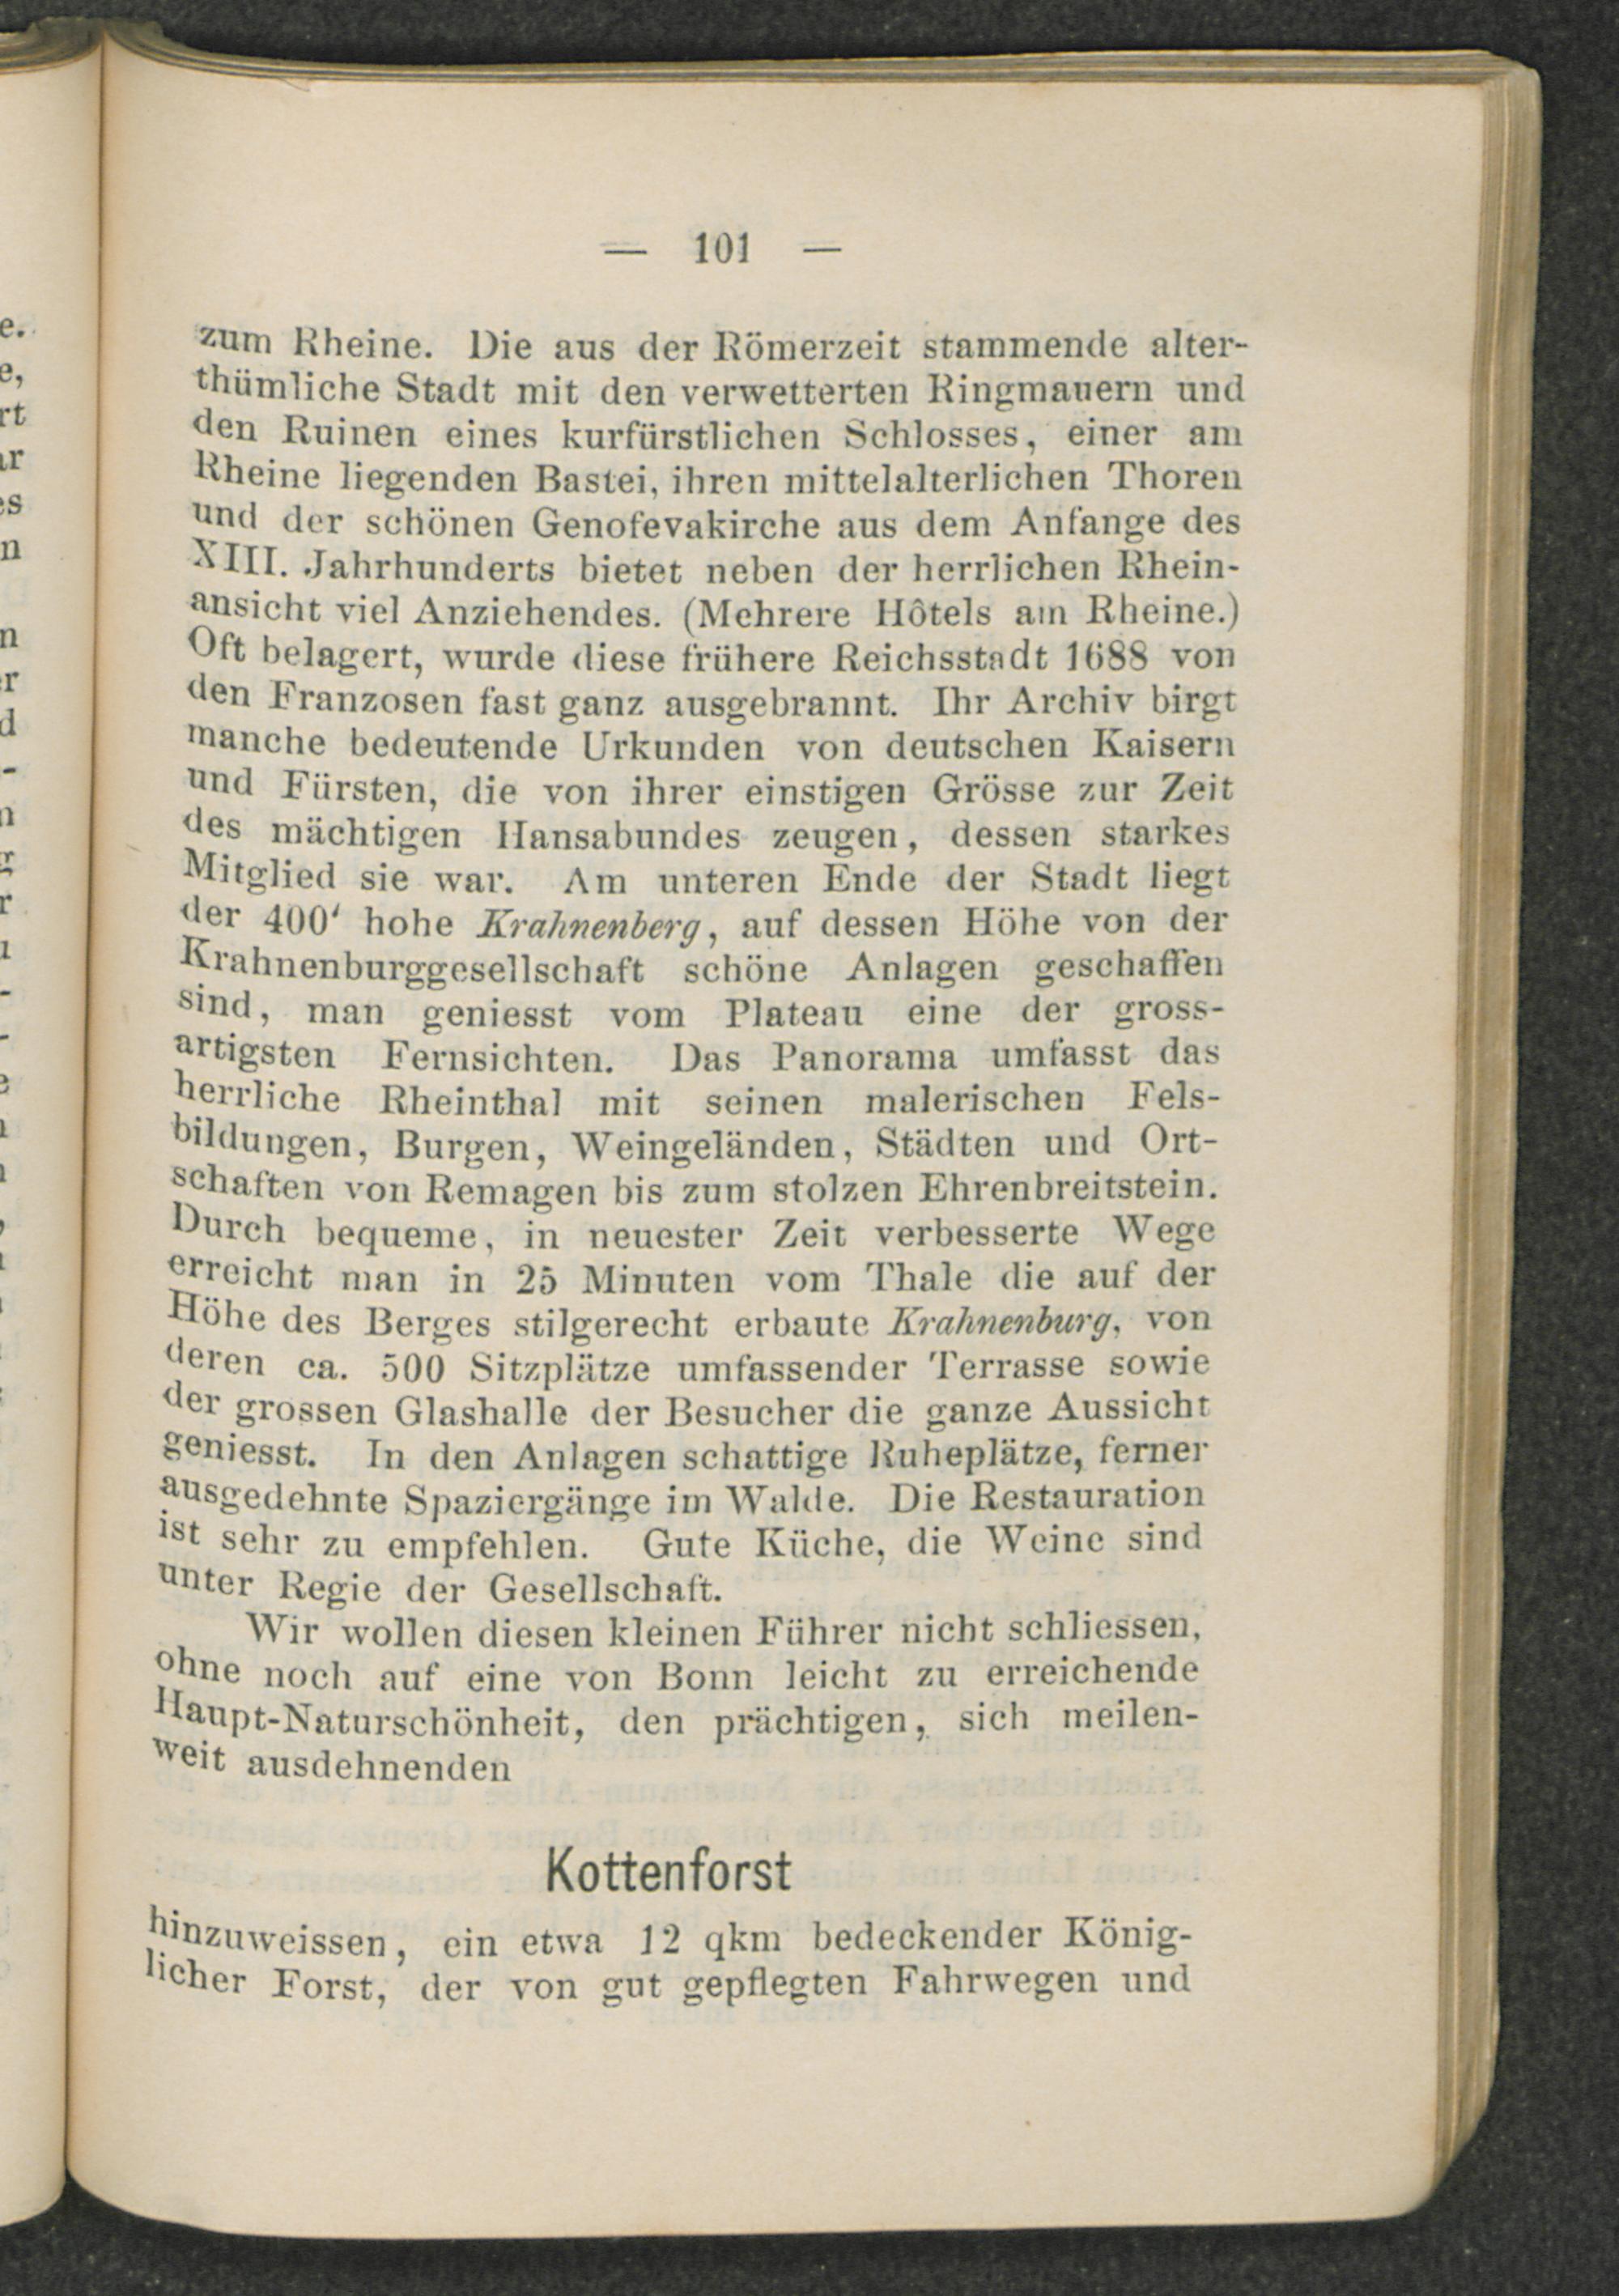 — 101 —
zum Rheine. Die aus der Römerzeit stammende alter-
thümliche Stadt mit den verwetterten Ringmauern und
den Ruinen eines kurfürstlichen Schlosses, einer am
Rheine liegenden Bastei, ihren mittelalterlichen Thoren
und der schönen Genofevakirche aus dem Anfange des
XIII. Jahrhunderts bietet neben der herrlichen Rhein-
ansicht viel Anziehendes. (Mehrere Hôtels am Rheine.)
Oft belagert, wurde diese frühere Reichsstadt 1688 von
den Franzosen fast ganz ausgebrannt. Ihr Archiv birgt
manche bedeutende Urkunden von deutschen Kaisern
und Fürsten, die von ihrer einstigen Grösse zur Zeit
des mächtigen Hansabundes zeugen, dessen starkes
Mitglied sie war. Am unteren Ende der Stadt liegt
der 400' hohe Krahnenberg, auf dessen Höhe von der
Krahnenburggesellschaft schöne Anlagen geschaffen
sind, man geniesst vom Plateau eine der gross-
artigsten Fernsichten. Das Panorama umfasst das
herrliche Rheinthal mit seinen malerischen Fels-
bildungen, Burgen, Weingeländen, Städten und Ort-
schaften von Remagen bis zum stolzen Ehrenbreitstein.
Durch bequeme, in neuester Zeit verbesserte Wege
erreicht man in 25 Minuten vom Thale die auf der
Höhe des Berges stilgerecht erbaute Krahnenburg, von
deren ca. 500 Sitzplätze umfassender Terrasse sowie
der grossen Glashalle der Besucher die ganze Aussicht
geniesst. In den Anlagen schattige Ruheplätze, ferner
ausgedehnte Spaziergänge im Walde. Die Restauration
ist sehr zu empfehlen. Gute Küche, die Weine sind
unter Regie der Gesellschaft.
Wir wollen diesen kleinen Führer nicht schliessen,
ohne noch auf eine von Bonn leicht zu erreichende
Haupt-Naturschönheit, den prächtigen, sich meilen-
weit ausdehnenden
Kottenforst
hinzuweissen, ein etwa 12 qkm bedeckender König-
licher Forst, der von gut gepflegten Fahrwegen und